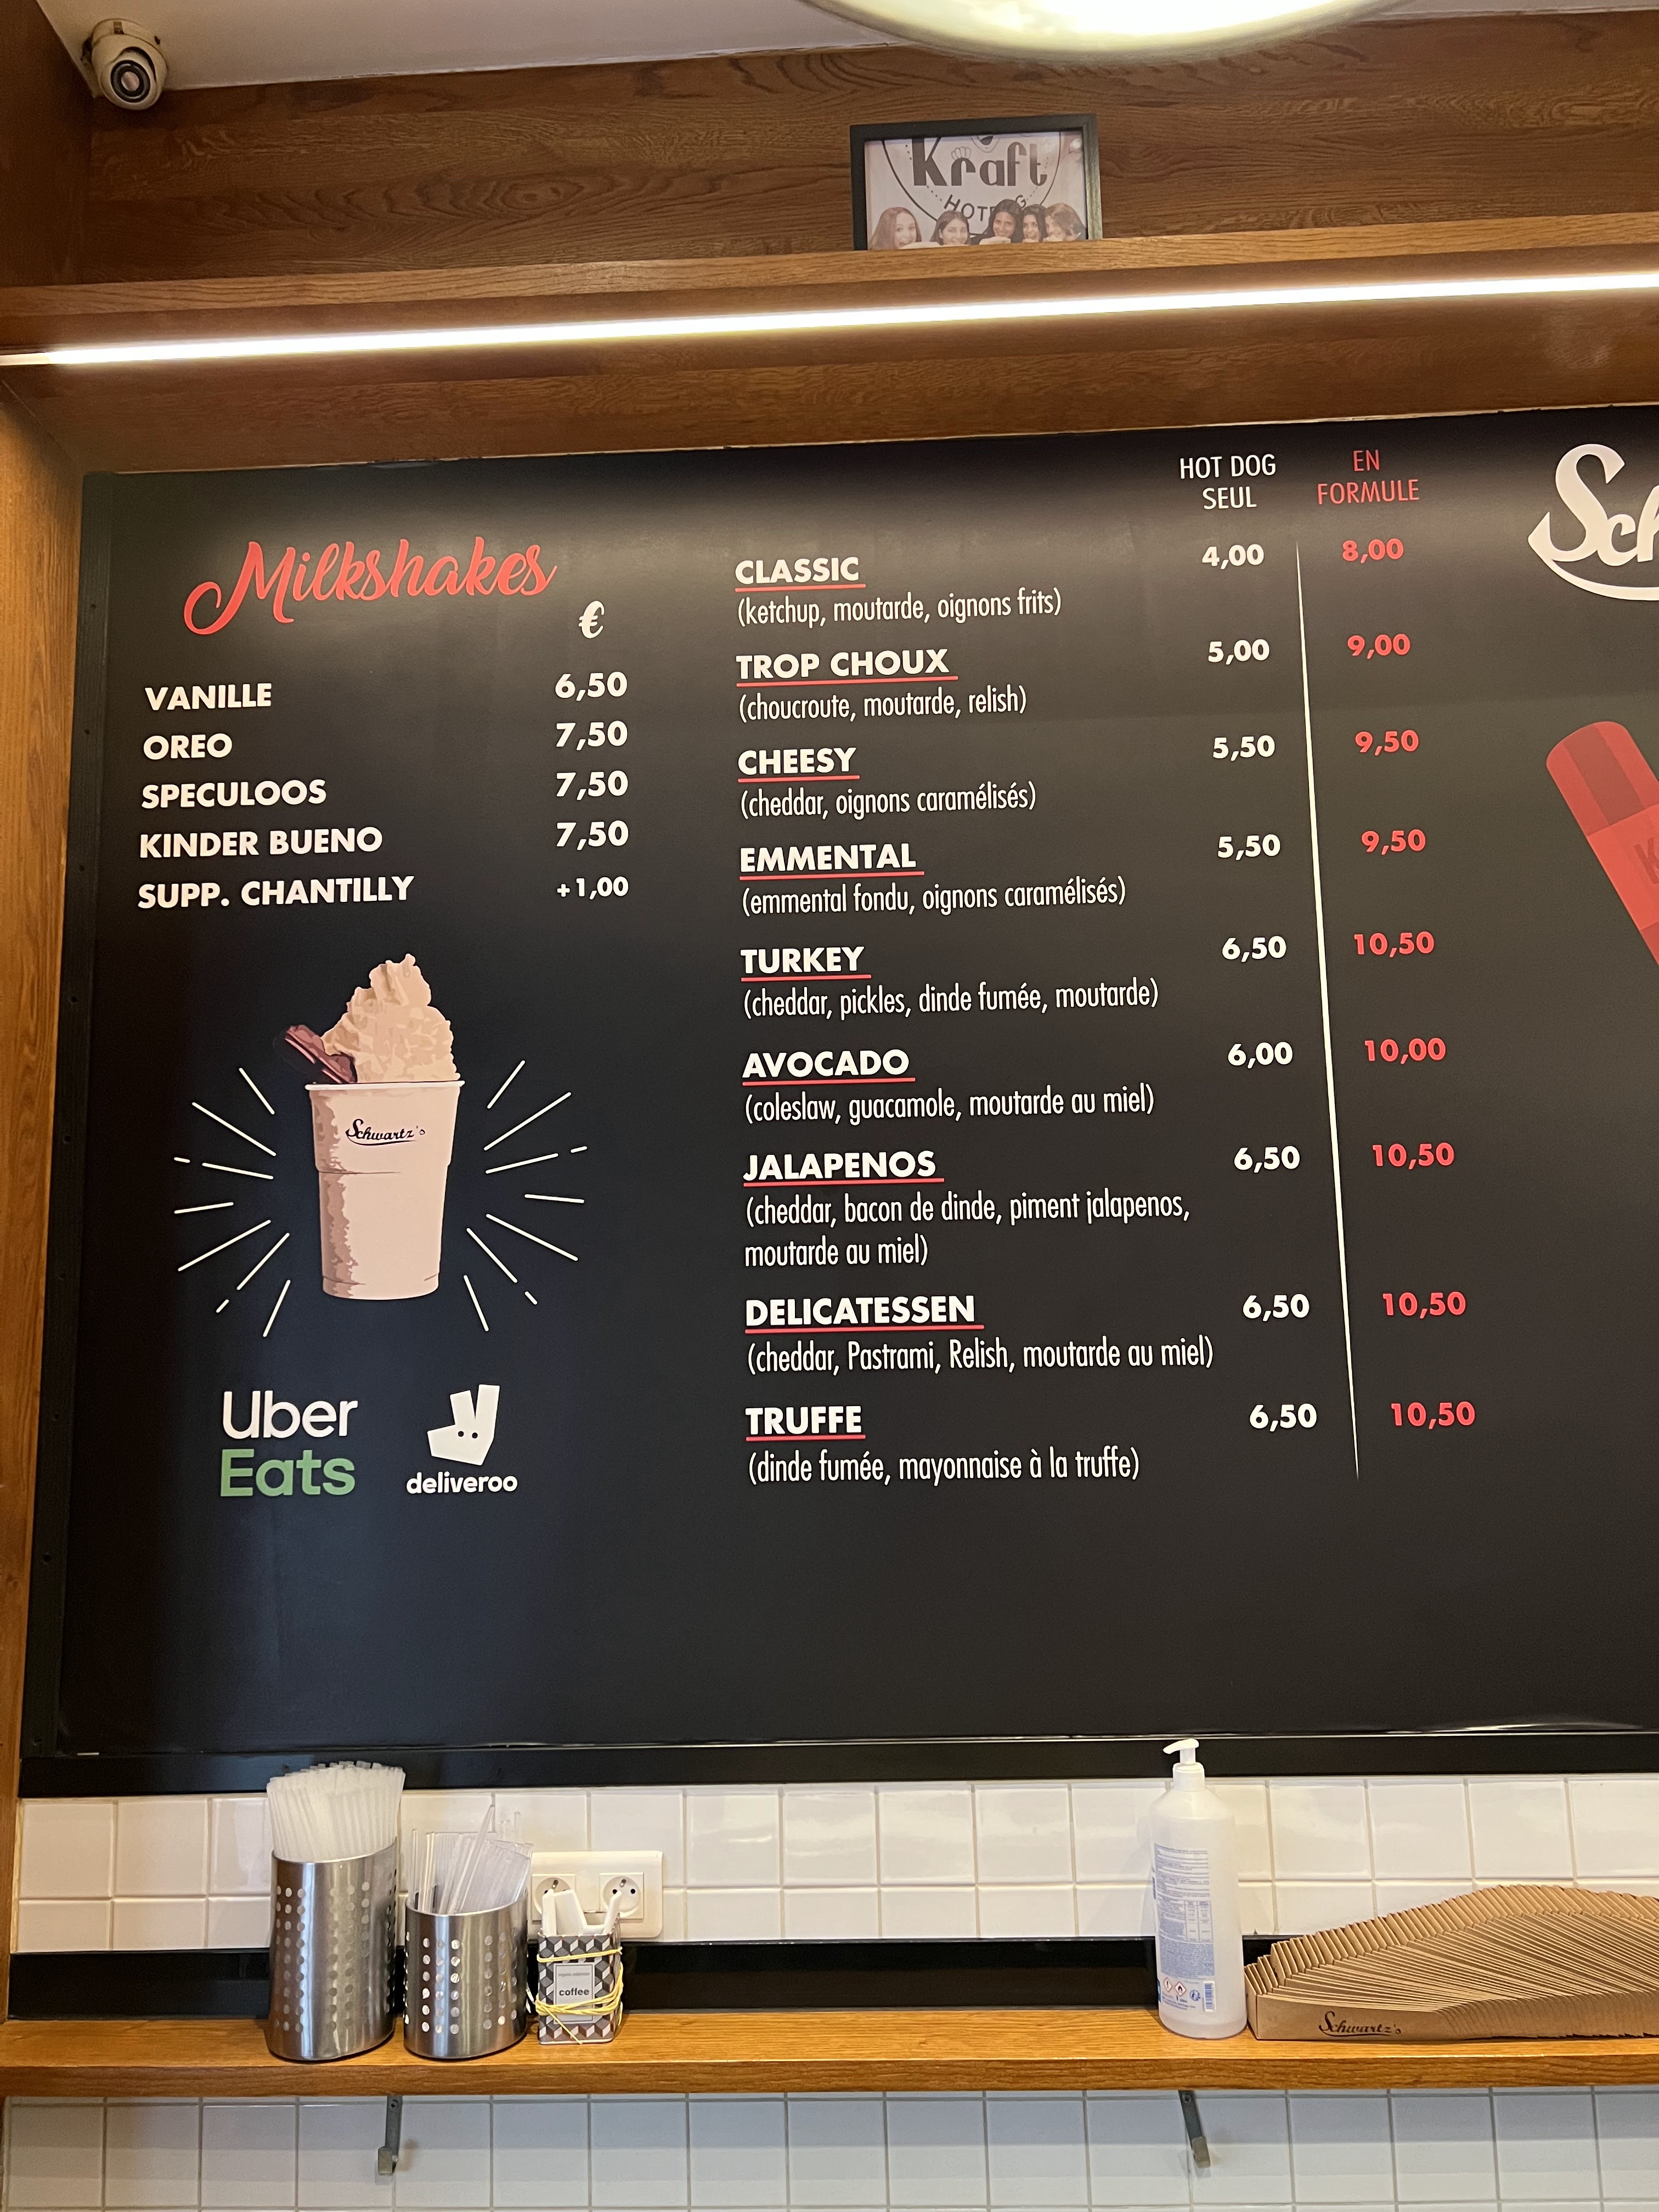 Kraft
Milkshakes
€
VANILLE 6,50
OREO 7,50
SPECULOOS 7,50
KINDER BUENO 7,50
SUPP. CHANTILLY +1,00
Schwartz's
Uber
Eats
deliveroo
HOT DOG
SEUL
EN
FORMULE
CLASSIC 4,00 8,00
(ketchup, moutarde, oignons frits)
TROP CHOUX 5,00 9,00
(choucroute, moutarde, relish)
CHEESY 5,50 9,50
(cheddar, oignons caramélisés)
EMMENTAL 5,50 9,50
(emmental fondu, oignons caramélisés)
TURKEY 6,50 10,50
(cheddar, pickles, dinde fumée, moutarde)
AVOCADO 6,00 10,00
(coleslaw, guacamole, moutarde au miel)
JALAPENOS 6,50 10,50
(cheddar, bacon de dinde, piment jalapenos,
moutarde au miel)
DELICATESSEN 6,50 10,50
(cheddar, Pastrami, Relish, moutarde au miel)
TRUFFE 6,50 10,50
(dinde fumée, mayonnaise à la truffe)
Sch
coffee
Schwartz's